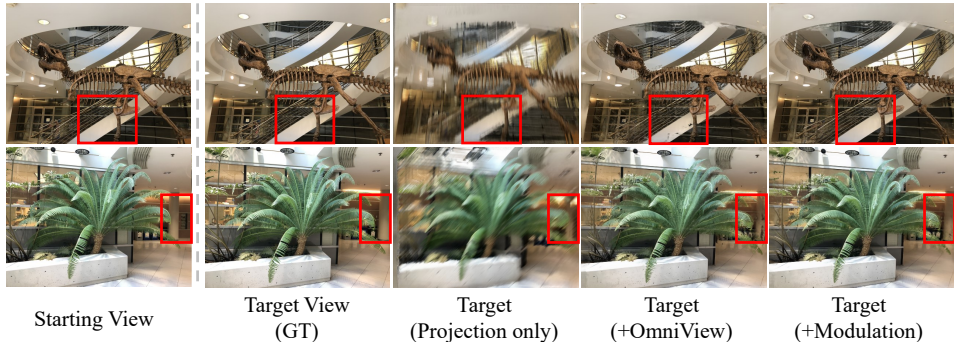 Starting View
Target View
(GT)
Target
(Projection only)
Target
(+OmniView)
Target
(+Modulation)